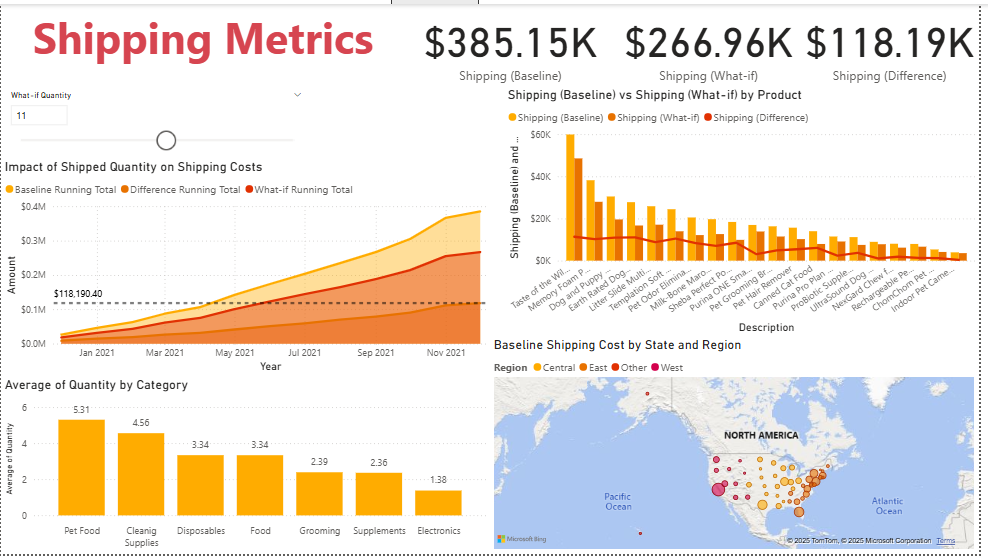 Shipping Metrics
$385.15K
Shipping (Baseline)
$266.96K
Shipping (What-if)
$118.19K
Shipping (Difference)
What-if Quantity
11
Impact of Shipped Quantity on Shipping Costs
Baseline Running Total Difference Running Total What-if Running Total
Amount
$0.4M
$0.3M
$0.2M
$0.1M
$0.0M
$118,190.40
Jan 2021 Mar 2021 May 2021 Jul 2021 Sep 2021 Nov 2021
Year
Average of Quantity by Category
Average of Quantity
6
4
2
0
5.31 4.56 3.34 3.34 2.39 2.36 1.38
Pet Food Cleanig Supplies Disposables Food Grooming Supplements Electronics
Shipping (Baseline) vs Shipping (What-if) by Product
Shipping (Baseline) Shipping (What-if) Shipping (Difference)
Shipping (Baseline) and ...
$60K
$40K
$20K
$0K
Taste of the Wil...
Memory Foam P...
Dog and Puppy ...
Earth Rated Dog...
Litter Slide Multi...
Templation Soft ...
Pet Odor Elimina...
Milk-Bone Maro...
Sheba Perfect Po...
Purina ONE Sma...
Pet Grooming Br...
Pet Hair Remover
Canned Cat Food
Purina Pro Plan ...
ProBiotic Supple...
UltraSound Dog ...
NexGard Chew f...
Rechargeable Pe...
ChomChom Pet ...
Indoor Pet Came...
Description
Baseline Shipping Cost by State and Region
Region Central East Other West
NORTH AMERICA
Pacific
Ocean
Atlantic
Ocean
Microsoft Bing
© 2025 TomTom, © 2025 Microsoft Corporation Terms